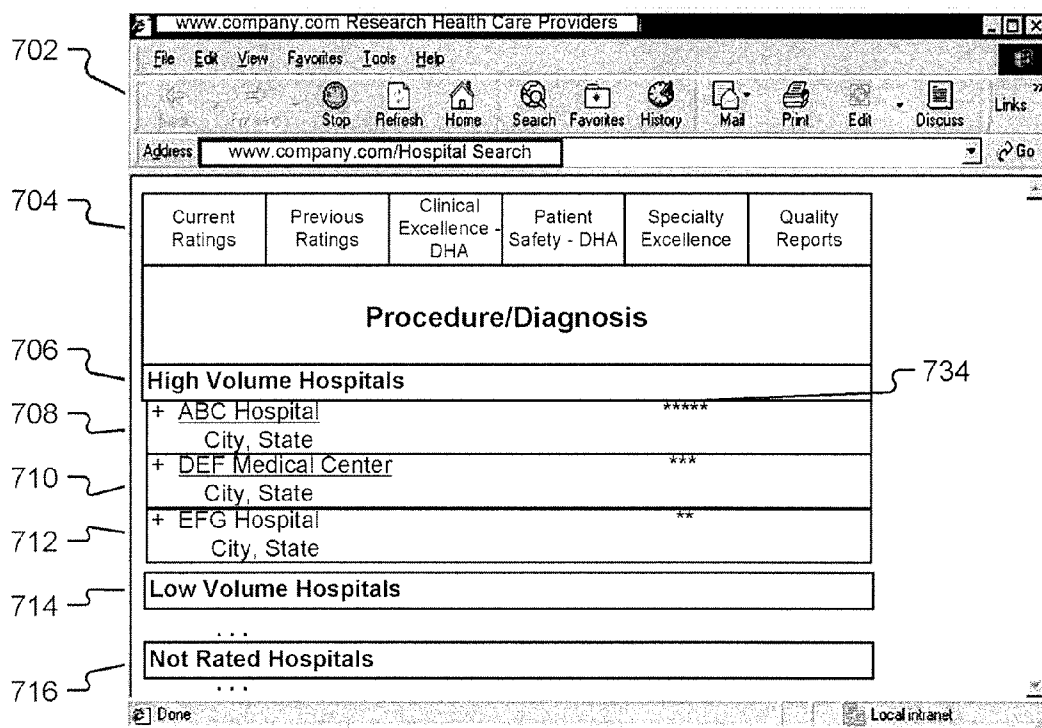 www.company.com Research Health Care Providers
702
File Edit View Favorites Tools Help
Stop Refresh Home Search Favorites History Mail Print Edit Discuss Links »
Address www.company.com/Hospital Search Go
704
Current Ratings
Previous Ratings
Clinical Excellence - DHA
Patient Safety - DHA
Specialty Excellence
Quality Reports
Procedure/Diagnosis
706
High Volume Hospitals
734
708
+ ABC Hospital *****
City, State
710
+ DEF Medical Center ***
City, State
712
+ EFG Hospital **
City, State
714
Low Volume Hospitals
...
716
Not Rated Hospitals
...
Done Local intranet